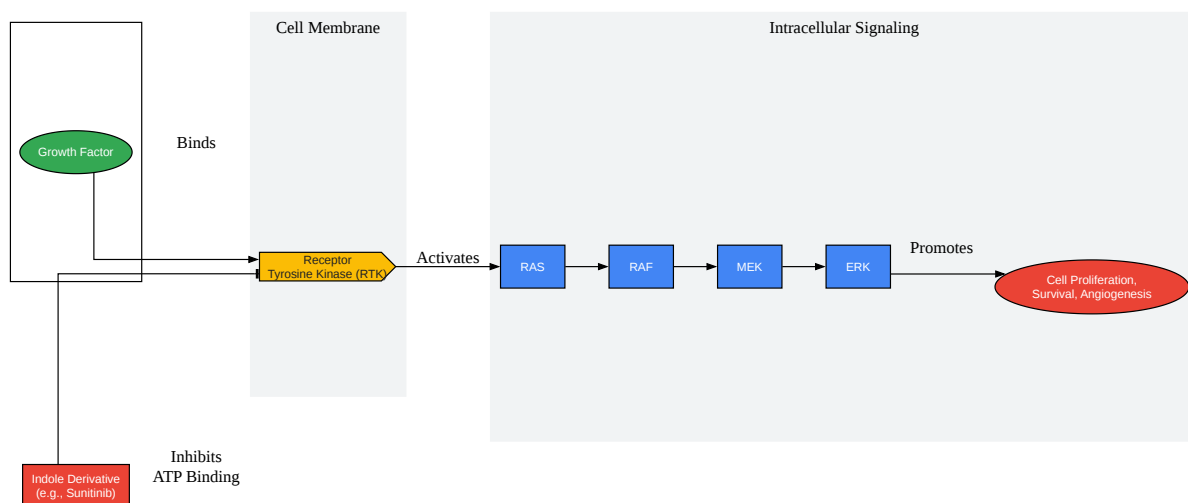 Cell Membrane
Intracellular Signaling
Growth Factor
Binds
Receptor
Tyrosine Kinase (RTK)
Activates
RAS
RAF
MEK
ERK
Promotes
Cell Proliferation,
Survival, Angiogenesis
Inhibits
ATP Binding
Indole Derivative
(e.g., Sunitinib)